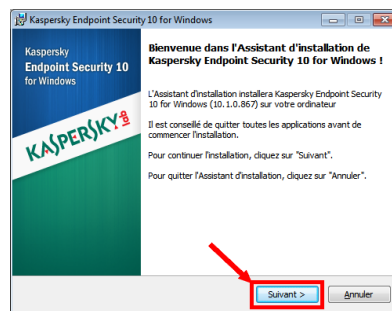 Kaspersky Endpoint Security 10 for Windows
Kaspersky
Endpoint Security 10
for Windows
KASPERSKY lab
Bienvenue dans l'Assistant d'installation de
Kaspersky Endpoint Security 10 for Windows !
L'Assistant d'installation installera Kaspersky Endpoint Security
10 for Windows (10.1.0.867) sur votre ordinateur
Il est conseillé de quitter toutes les applications avant de
commencer l'installation.
Pour continuer l'installation, cliquez sur "Suivant".
Pour quitter l'Assistant d'installation, cliquez sur "Annuler".
Suivant >
Annuler